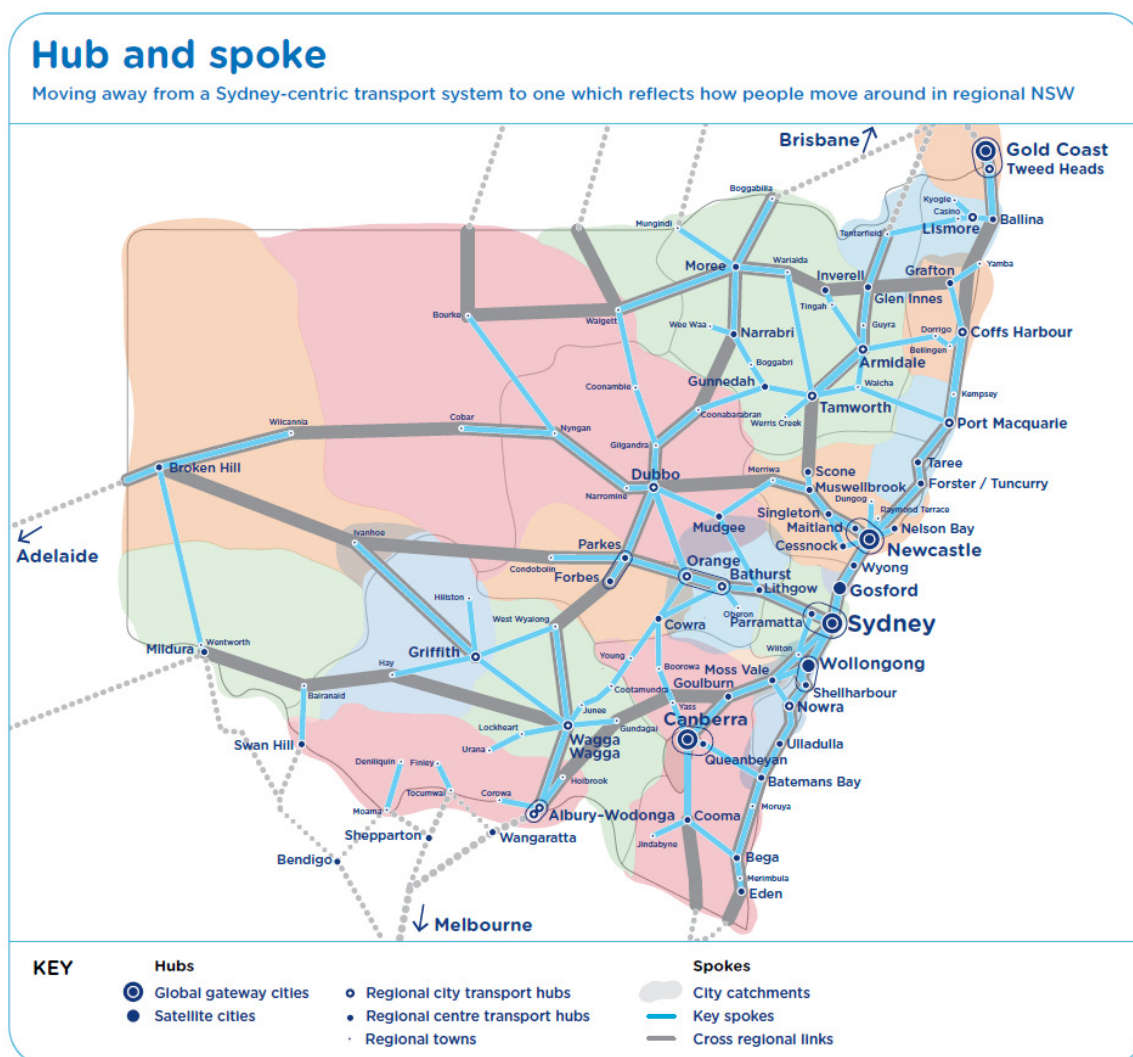 Hub and spoke
Moving away from a Sydney-centric transport system to one which reflects how people move around in regional NSW
Brisbane
Gold Coast
Tweed Heads
Boggabilla
Kyogle
Casino
Lismore
Ballina
Mungindi
Tenterfield
Moree
Warialda
Inverell
Grafton
Yamba
Glen Innes
Tingah
Bourke
Walgett
Wee Waa
Narrabri
Guyra
Dorrigo
Coffs Harbour
Bellingen
Armidale
Boggabri
Gunnedah
Walcha
Coonamble
Kempsey
Tamworth
Coonabarabran
Werris Creek
Port Macquarie
Wilcannia
Cobar
Nyngan
Gilgandra
Broken Hill
Dubbo
Merriwa
Scone
Taree
Muswellbrook
Forster / Tuncurry
Narromine
Dungog
Raymond Terrace
Singleton
Mudgee
Maitland
Nelson Bay
Adelaide
Ivanhoe
Parkes
Cessnock
Newcastle
Condobolin
Orange
Wyong
Forbes
Bathurst
Lithgow
Gosford
Hillston
Oberon
West Wyalong
Cowra
Parramatta
Sydney
Wentworth
Mildura
Griffith
Wilton
Hay
Young
Boorowa
Moss Vale
Wollongong
Goulburn
Balranald
Cootamundra
Shellharbour
Junee
Yass
Nowra
Lockheart
Gundagai
Canberra
Swan Hill
Urana
Wagga
Wagga
Ulladulla
Queanbeyan
Deniliquin
Finley
Holbrook
Batemans Bay
Tocumwal
Corowa
Moama
Albury-Wodonga
Moruya
Cooma
Shepparton
Wangaratta
Jindabyne
Bendigo
Bega
Merimbula
Eden
Melbourne
KEY
Hubs
Spokes
Global gateway cities
Regional city transport hubs
City catchments
Satellite cities
Regional centre transport hubs
Key spokes
Regional towns
Cross regional links